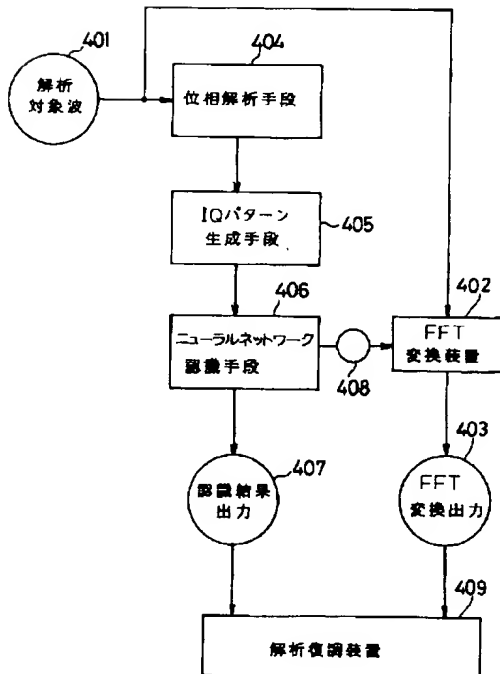 401
解析
対象波
404
位相解析手段
IQパターン
生成手段
405
406
ニューラルネットワーク
認識手段
408
402
FFT
変換装置
407
認識結果
出力
403
FFT
変換出力
409
解析復調装置